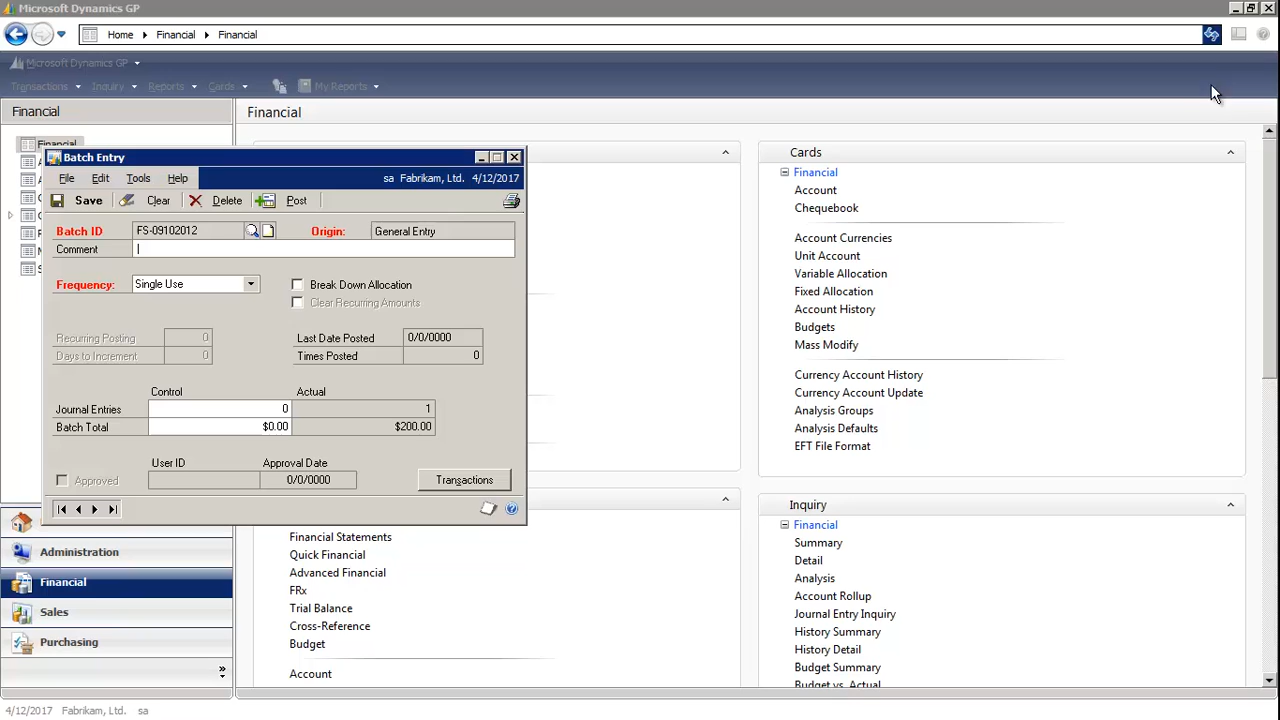 Microsoft Dynamics GP
Home Financial Financial
Microsoft Dynamics GP
Transactions Inquiry Reports Cards My Reports
Financial
Financial
Financial
Batch Entry
File Edit Tools Help
sa Fabrikam, Ltd. 4/12/2017
Save Clear Delete Post
Batch ID FS-09102012 Origin: General Entry
Comment
Frequency: Single Use Break Down Allocation
Clear Recurring Amounts
Recurring Posting 0 Last Date Posted 0/0/0000
Days to Increment 0 Times Posted 0
Control Actual
Journal Entries 0 1
Batch Total $0.00 $200.00
User ID Approval Date
Approved 0/0/0000 Transactions
Administration
Financial
Sales
Purchasing
»
Financial Statements
Quick Financial
Advanced Financial
FRx
Trial Balance
Cross-Reference
Budget
Account
Cards
Financial
Account
Chequebook
Account Currencies
Unit Account
Variable Allocation
Fixed Allocation
Account History
Budgets
Mass Modify
Currency Account History
Currency Account Update
Analysis Groups
Analysis Defaults
EFT File Format
Inquiry
Financial
Summary
Detail
Analysis
Account Rollup
Journal Entry Inquiry
History Summary
History Detail
Budget Summary
Budget vs. Actual
4/12/2017 Fabrikam, Ltd. sa